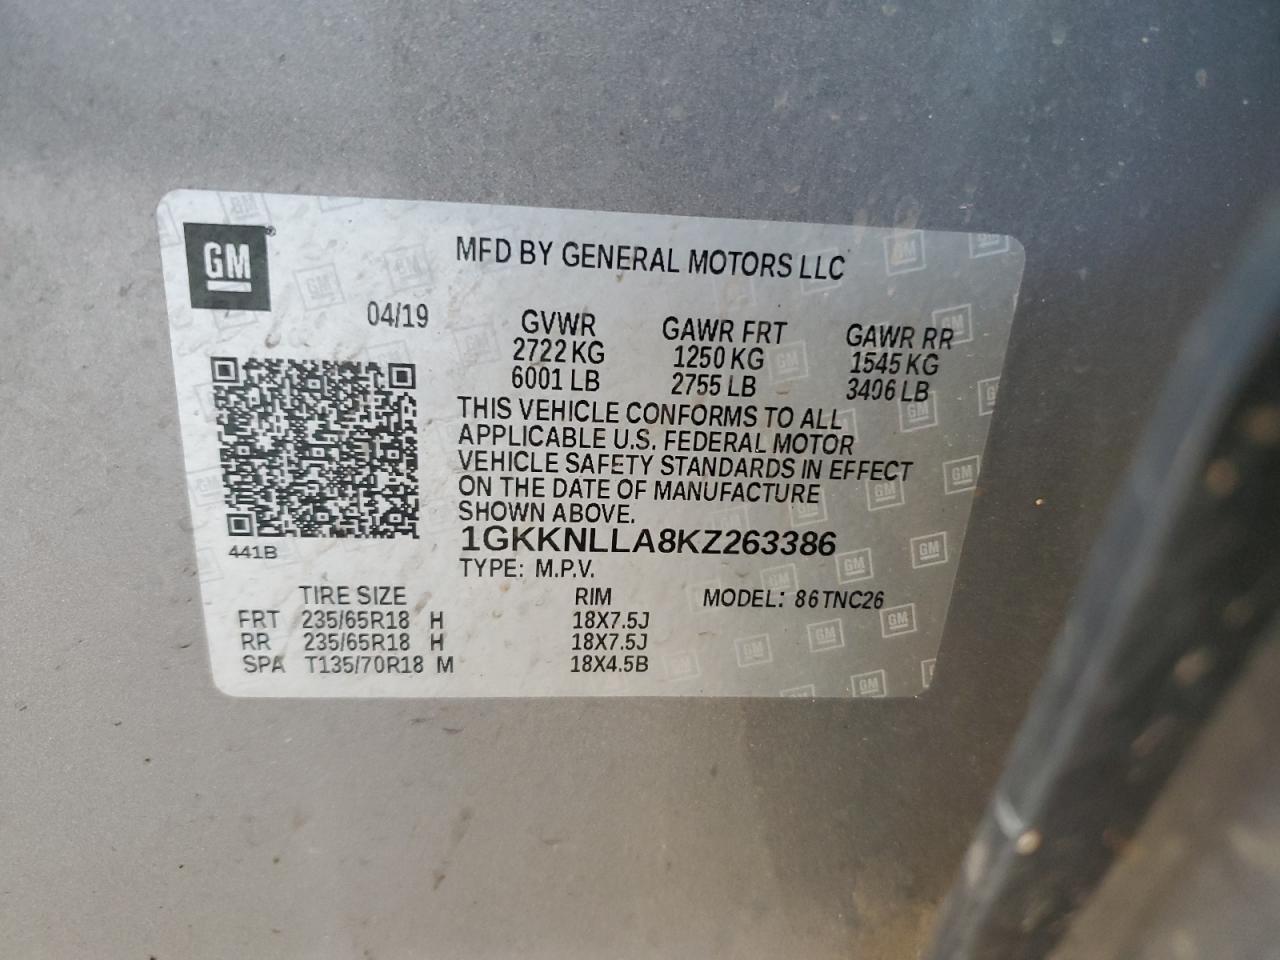 GM®
MFD BY GENERAL MOTORS LLC
04/19
GVWR GAWR FRT GAWR RR
2722 KG 1250 KG 1545 KG
6001 LB 2755 LB 3406 LB
THIS VEHICLE CONFORMS TO ALL
APPLICABLE U.S. FEDERAL MOTOR
VEHICLE SAFETY STANDARDS IN EFFECT
ON THE DATE OF MANUFACTURE
SHOWN ABOVE.
1GKKNLLA8KZ263386
441B
TYPE: M.P.V.
TIRE SIZE RIM MODEL: 86TNC26
FRT 235/65R18 H 18X7.5J
RR 235/65R18 H 18X7.5J
SPA T135/70R18 M 18X4.5B